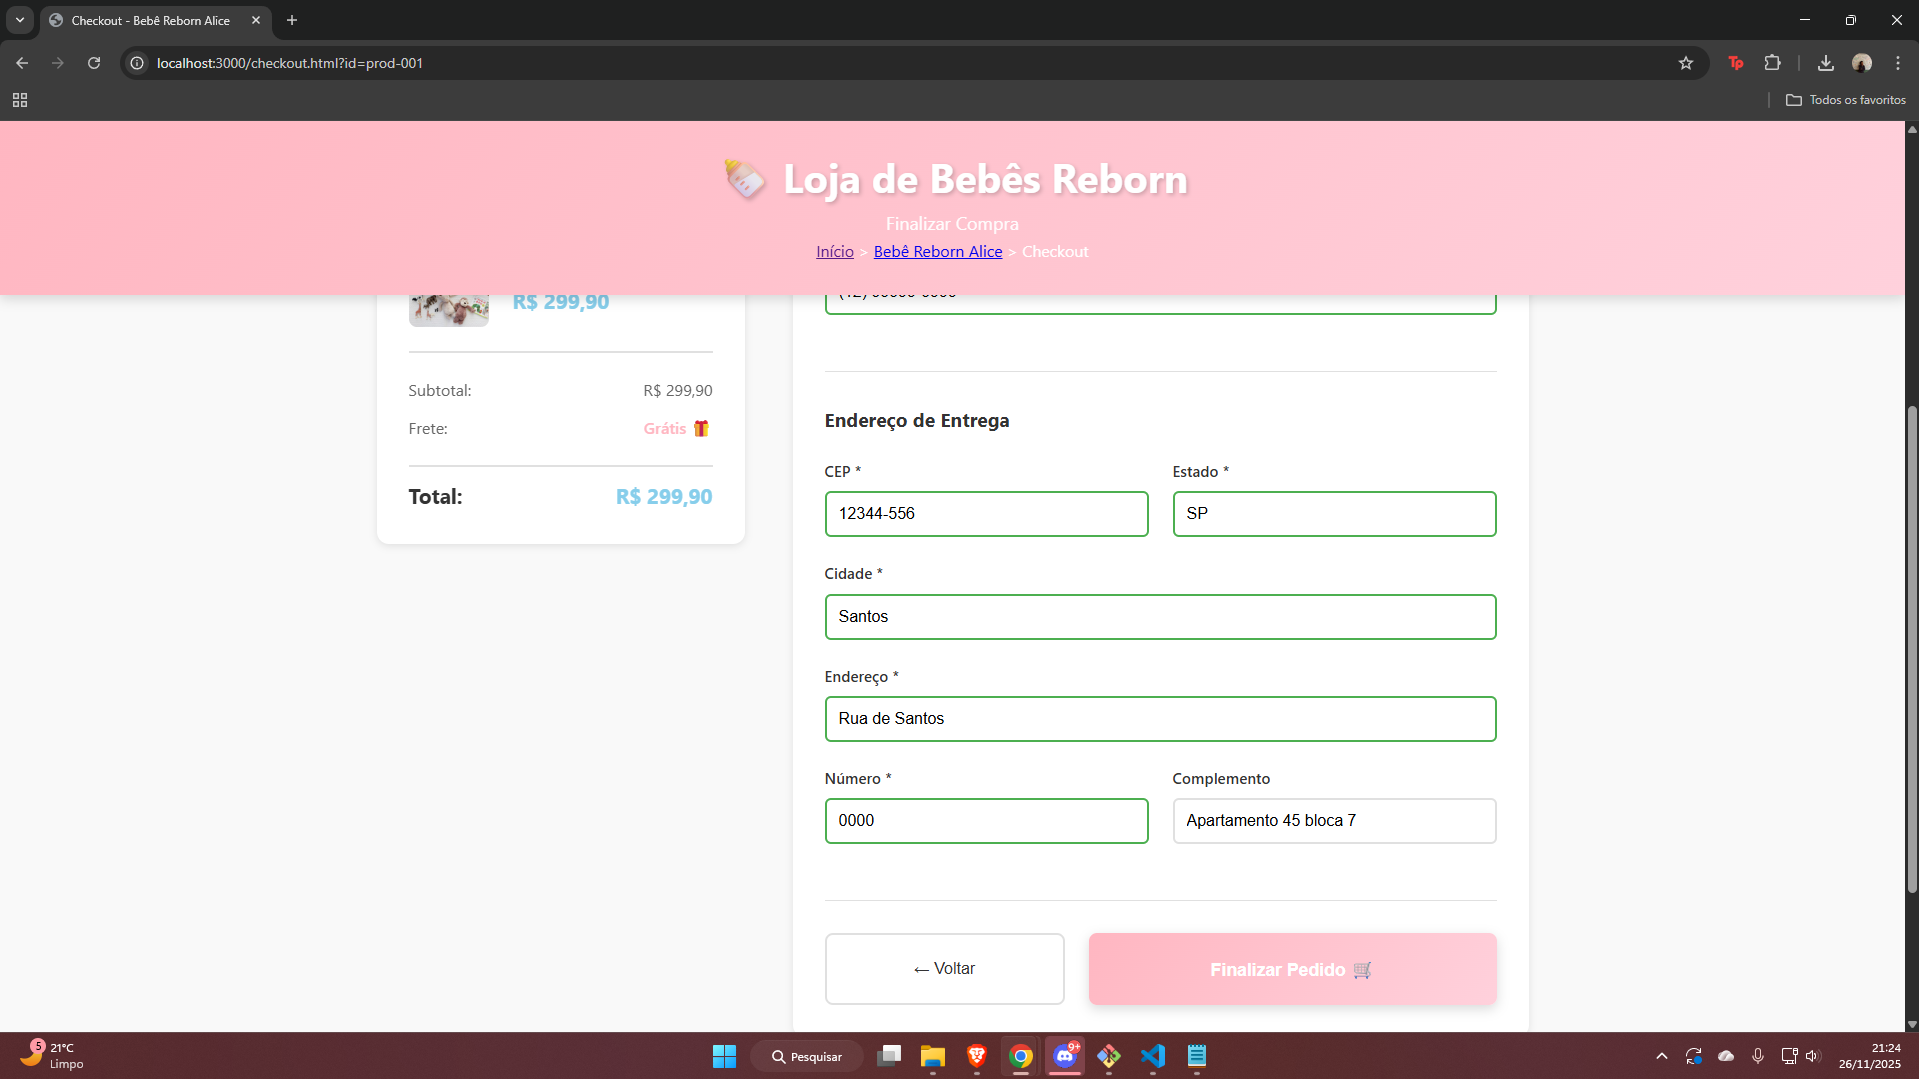 Checkout - Bebê Reborn Alice
localhost:3000/checkout.html?id=prod-001
Tp
Todos os favoritos
Loja de Bebês Reborn
Finalizar Compra
Início > Bebê Reborn Alice > Checkout
R$ 299,90
Subtotal: R$ 299,90
Frete: Grátis
Total: R$ 299,90
Endereço de Entrega
CEP * Estado *
12344-556 SP
Cidade *
Santos
Endereço *
Rua de Santos
Número * Complemento
0000 Apartamento 45 bloca 7
← Voltar Finalizar Pedido
5 21°C
Limpo
Pesquisar
9+
21:24
26/11/2025